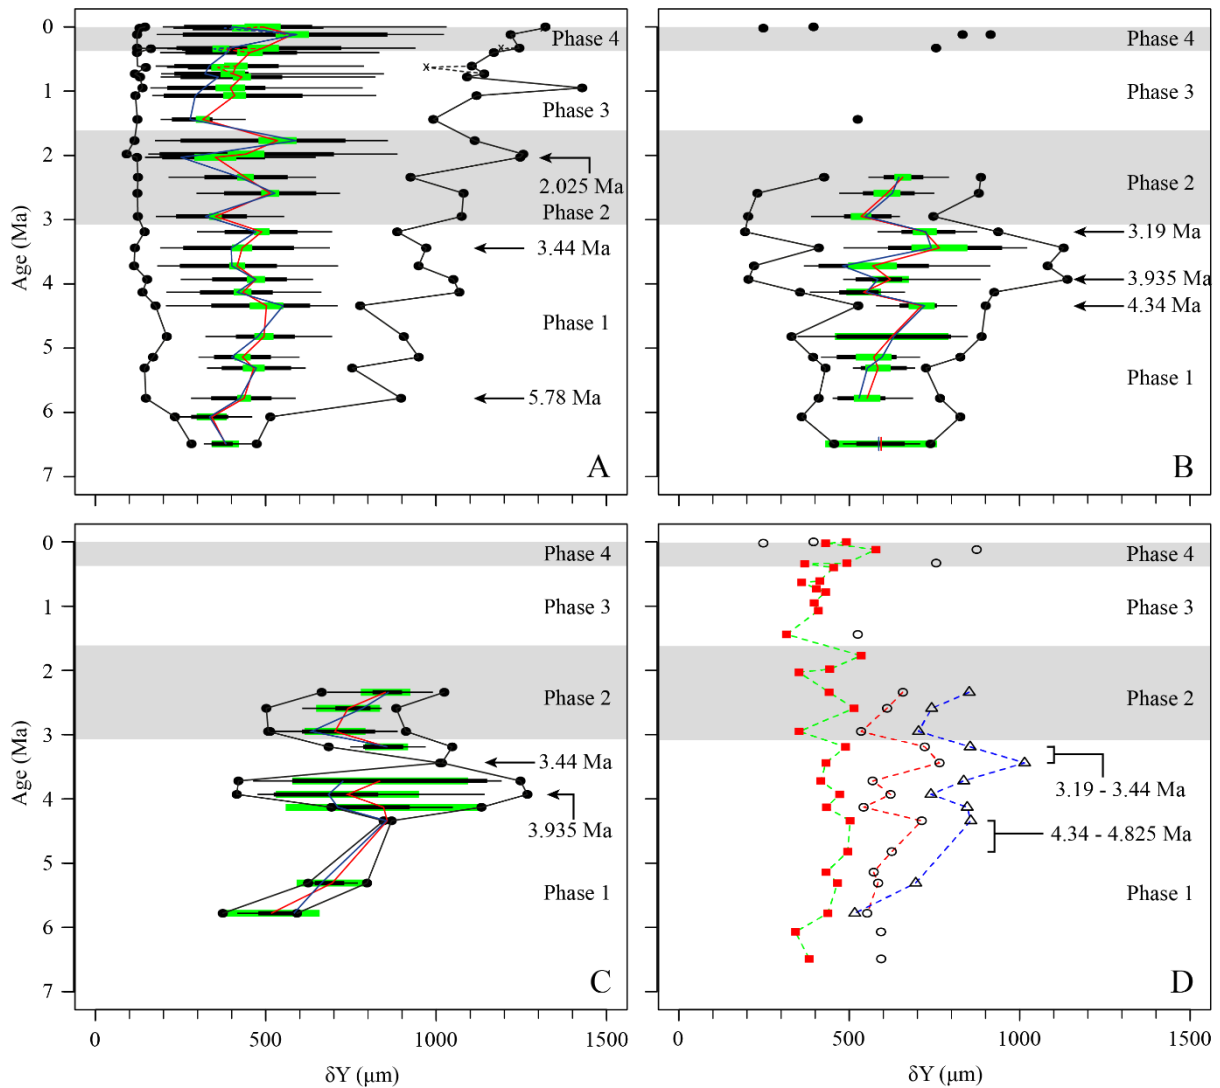 0
1
2
3
4
5
6
7
Age (Ma)
Phase 4
Phase 3
Phase 2
Phase 1
x
x
2.025 Ma
3.44 Ma
5.78 Ma
A
Phase 4
Phase 3
Phase 2
Phase 1
3.19 Ma
3.935 Ma
4.34 Ma
B
0
1
2
3
4
5
6
7
Age (Ma)
Phase 4
Phase 3
Phase 2
Phase 1
3.44 Ma
3.935 Ma
C
0 500 1000 1500
δY (μm)
Phase 4
Phase 3
Phase 2
Phase 1
3.19 - 3.44 Ma
4.34 - 4.825 Ma
D
0 500 1000 1500
δY (μm)